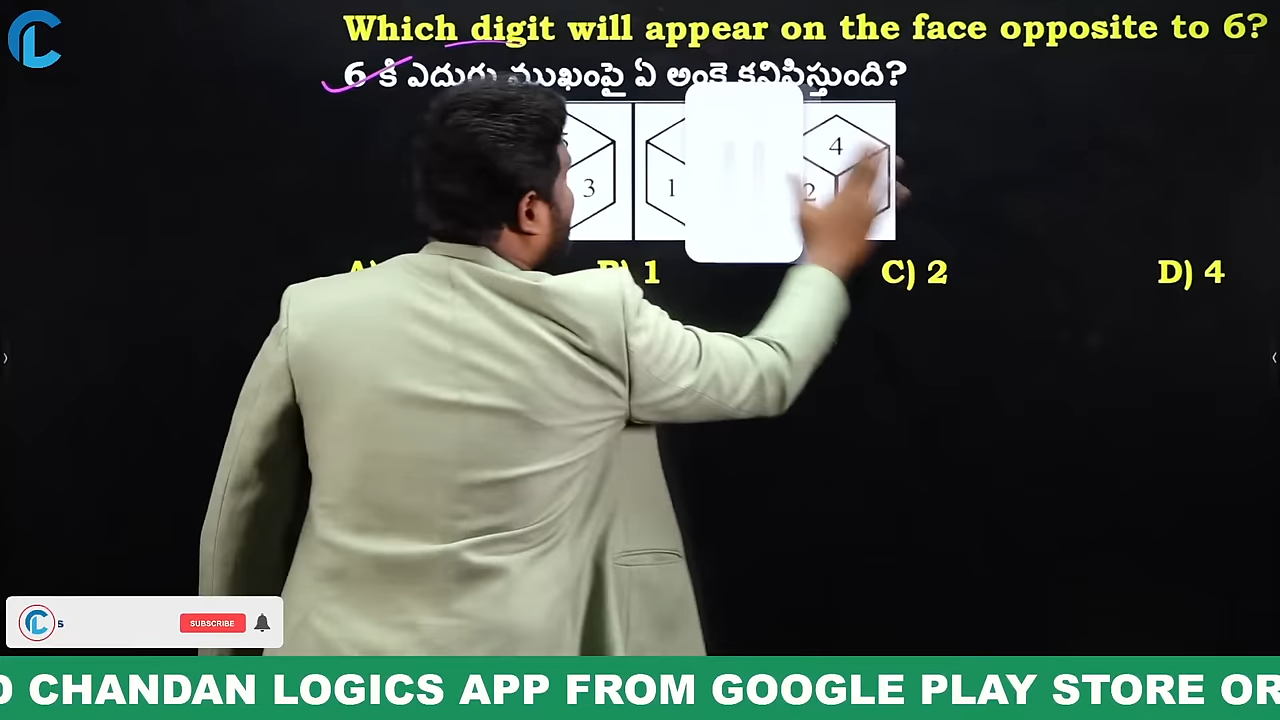 Which digit will appear on the face opposite to 6?
6 కి ఎదురు ముఖంపై ఏ అంకె కనిపిస్తుంది?
4
3
1
2
1
C) 2
D) 4
SUBSCRIBE
CHANDAN LOGICS APP FROM GOOGLE PLAY STORE OR